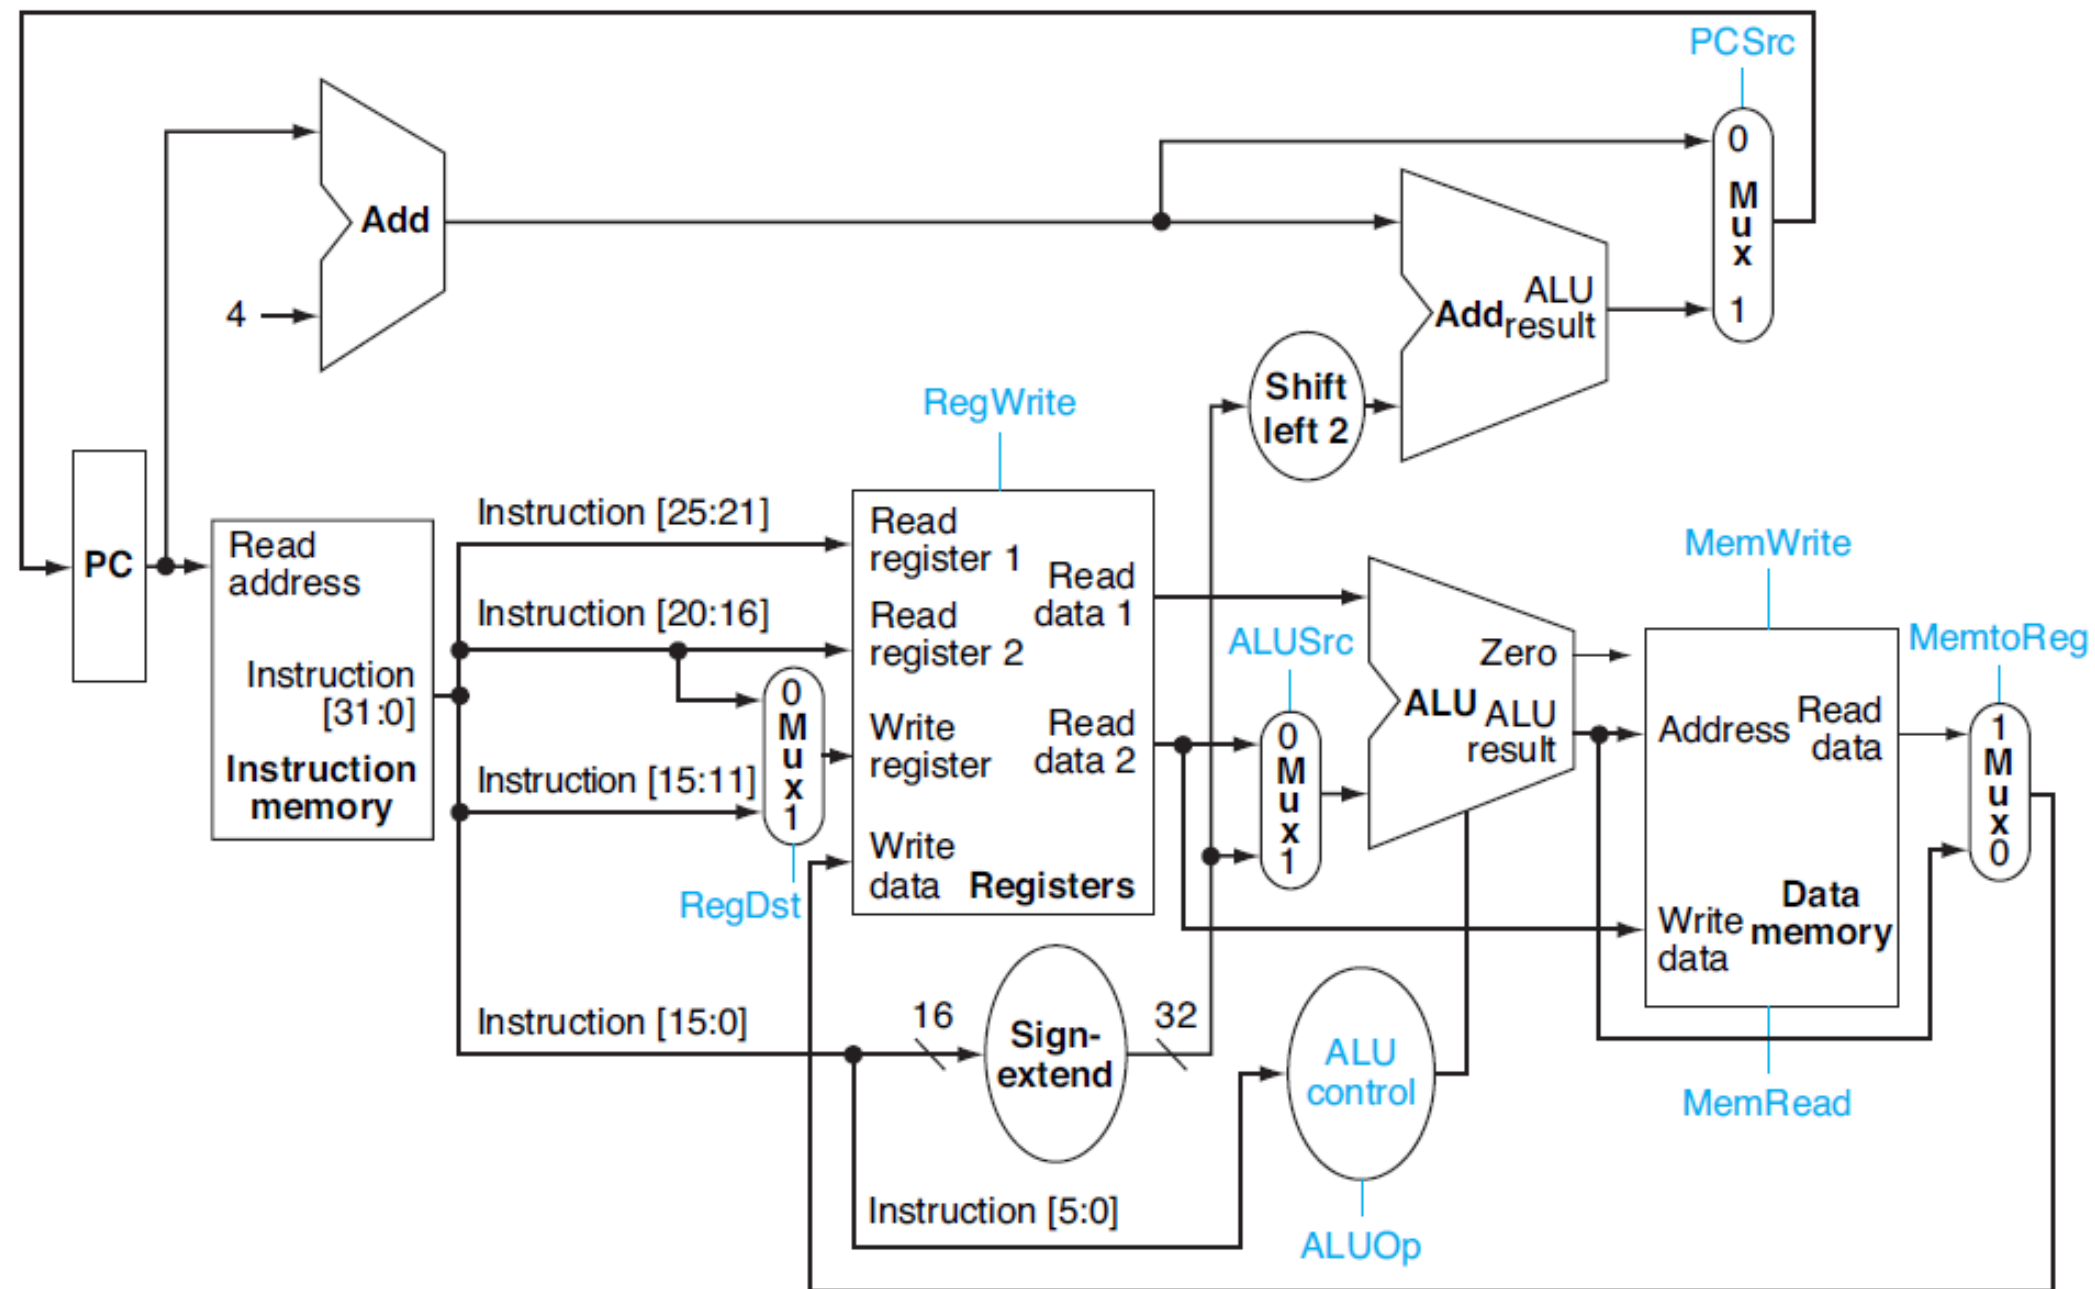 PCSrc
0
M
u
x
1
Add
4
Add
ALU
result
Shift
left 2
RegWrite
PC
Read
address
Instruction
[31:0]
Instruction
memory
Instruction [25:21]
Instruction [20:16]
Instruction [15:11]
Instruction [15:0]
Instruction [5:0]
0
M
u
x
1
RegDst
Read
register 1
Read
register 2
Write
register
Write
data
Read
data 1
Read
data 2
Registers
16
Sign-
extend
32
ALUSrc
0
M
u
x
1
ALU
Zero
ALU
result
ALU
control
ALUOp
MemWrite
Address
Read
data
Write
data
Data
memory
MemRead
MemtoReg
1
M
u
x
0